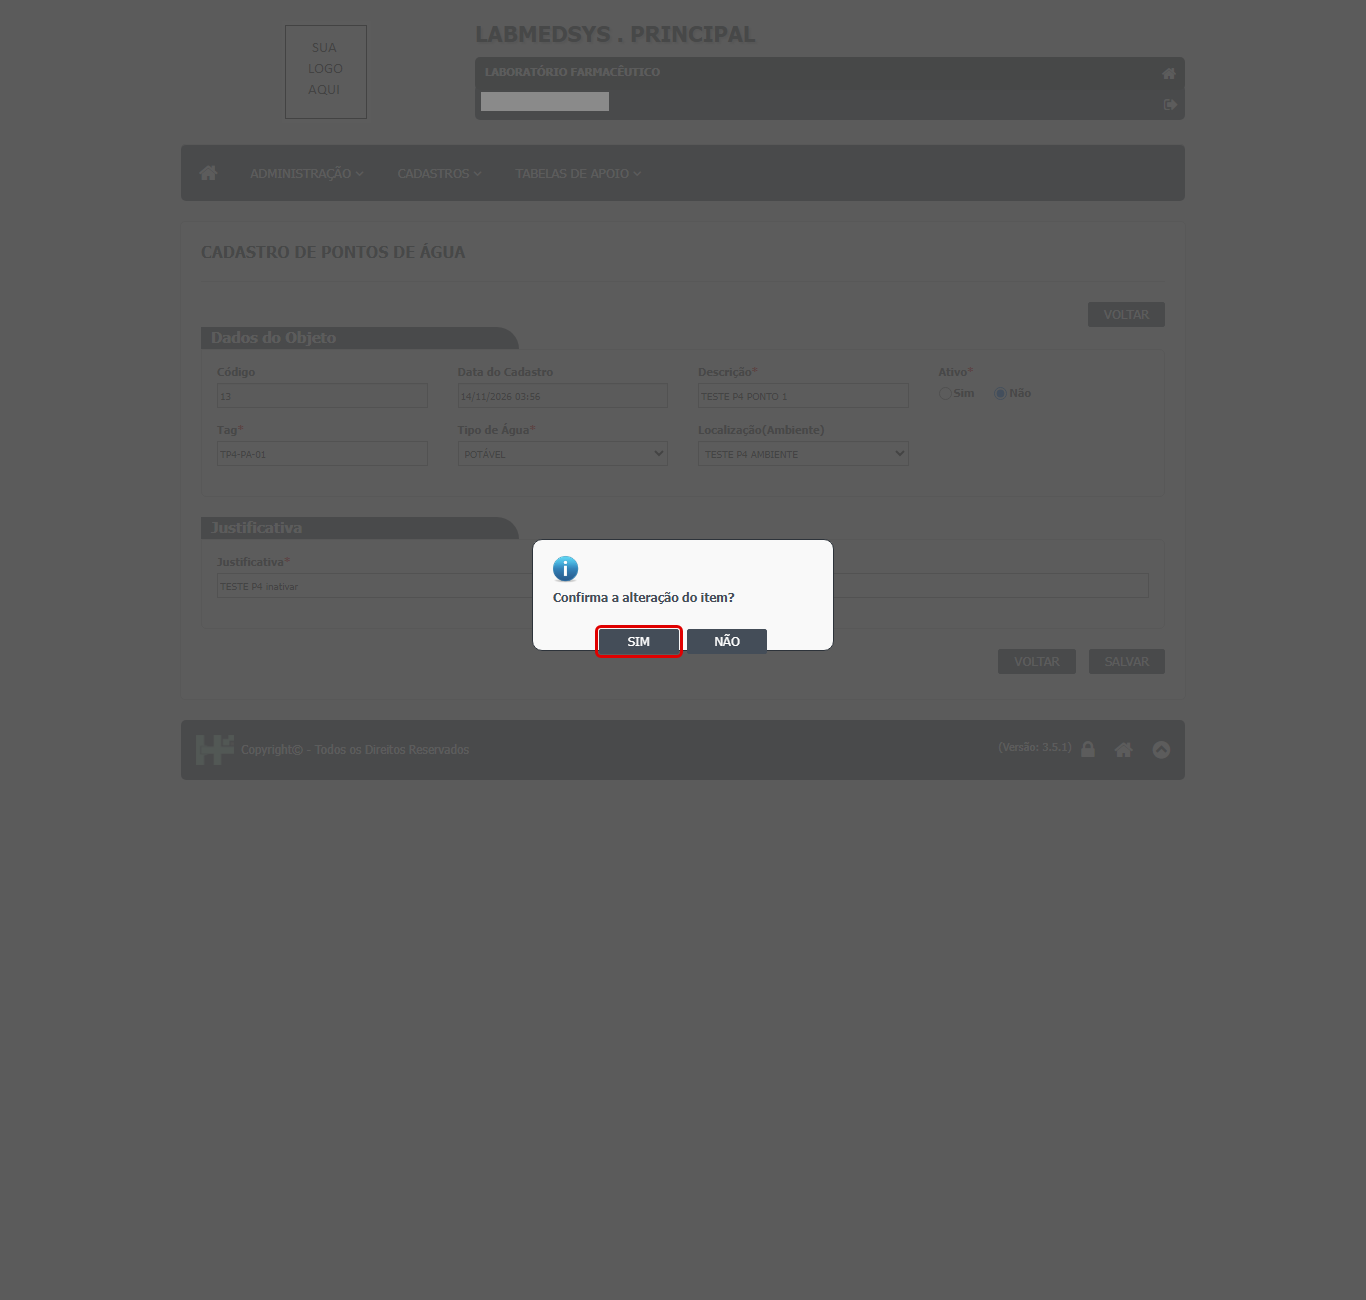 SUA
LOGO
AQUI
LABMEDSYS . PRINCIPAL
LABORATÓRIO FARMACÊUTICO
ADMINISTRAÇÃO
CADASTROS
TABELAS DE APOIO
CADASTRO DE PONTOS DE ÁGUA
VOLTAR
Dados do Objeto
Código
Data do Cadastro
Descrição*
Ativo*
13
14/11/2026 03:56
TESTE P4 PONTO 1
Sim
Não
Tag*
Tipo de Água*
Localização(Ambiente)
TP4-PA-01
POTÁVEL
TESTE P4 AMBIENTE
Justificativa
Justificativa*
TESTE P4 inativar
Confirma a alteração do item?
SIM
NÃO
VOLTAR
SALVAR
Copyright© - Todos os Direitos Reservados
(Versão: 3.5.1)